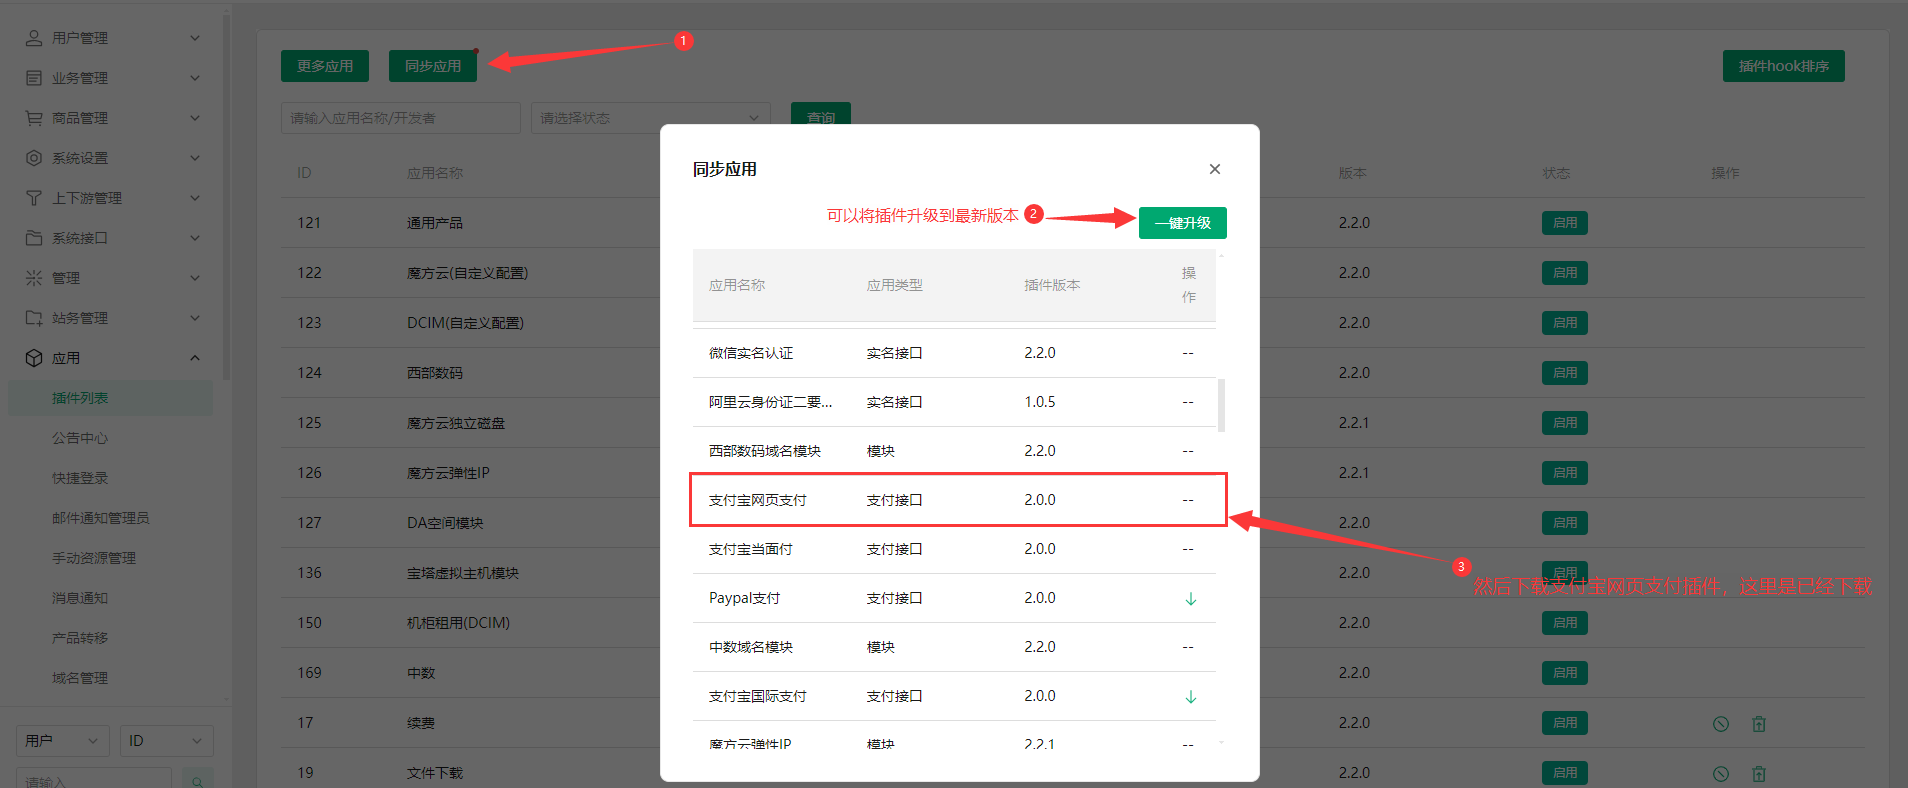 用户管理
业务管理
商品管理
系统设置
上下游管理
系统接口
管理
站务管理
应用
插件列表
公告中心
快捷登录
邮件通知管理员
手动资源管理
消息通知
产品转移
域名管理
用户 ID
请输入
更多应用 同步应用 1 插件hook排序
请输入应用名称/开发者 请选择状态 查询
ID 应用名称 版本 状态 操作
121 通用产品 2.2.0 启用
122 魔方云(自定义配置) 2.2.0 启用
123 DCIM(自定义配置) 2.2.0 启用
124 西部数码 2.2.0 启用
125 魔方云独立磁盘 2.2.1 启用
126 魔方云弹性IP 2.2.1 启用
127 DA空间模块 2.2.0 启用
136 宝塔虚拟主机模块 2.2.0 启用
150 机柜租用(DCIM) 2.2.0 启用
169 中数 2.2.0 启用
17 续费 2.2.0 启用
19 文件下载 2.2.0 启用
同步应用
可以将插件升级到最新版本 2 一键升级
应用名称 应用类型 插件版本 操作
微信实名认证 实名接口 2.2.0 --
阿里云身份证二要... 实名接口 1.0.5 --
西部数码域名模块 模块 2.2.0 --
支付宝网页支付 支付接口 2.0.0 --
支付宝当面付 支付接口 2.0.0 --
Paypal支付 支付接口 2.0.0
中数域名模块 模块 2.2.0 --
支付宝国际支付 支付接口 2.0.0
魔方云弹性IP 模块 2.2.1 --
3 然后下载支付宝网页支付插件，这里是已经下载